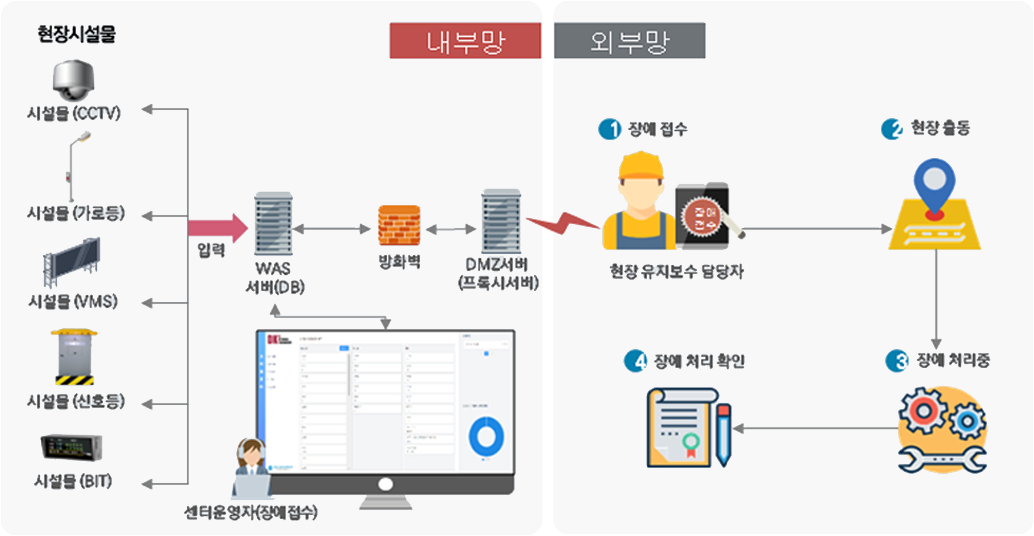 현장시설물
내부망
외부망
시설물 (CCTV)
시설물 (가로등)
시설물 (VMS)
시설물 (신호등)
시설물 (BIT)
입력
WAS
서버(DB)
방화벽
DMZ서버
(프록시서버)
센터운영자(장애접수)
1 장애 접수
장애
접수
현장 유지보수 담당자
2 현장 출동
3 장애 처리중
4 장애 처리 확인